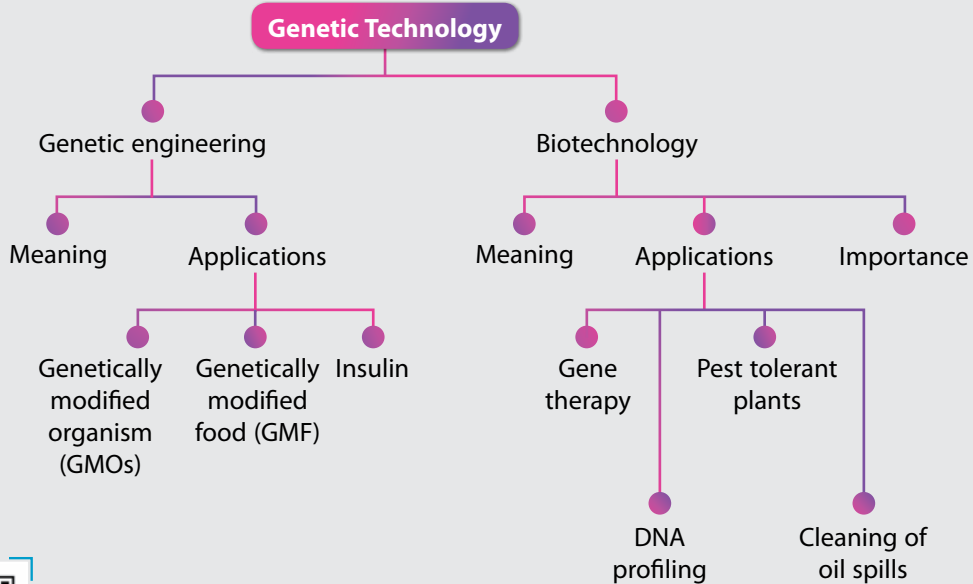 Genetic Technology
Genetic engineering
Biotechnology
Meaning
Applications
Meaning
Applications
Importance
Genetically
modified
organism
(GMOs)
Genetically
modified
food (GMF)
Insulin
Gene
therapy
Pest tolerant
plants
DNA
profiling
Cleaning of
oil spills